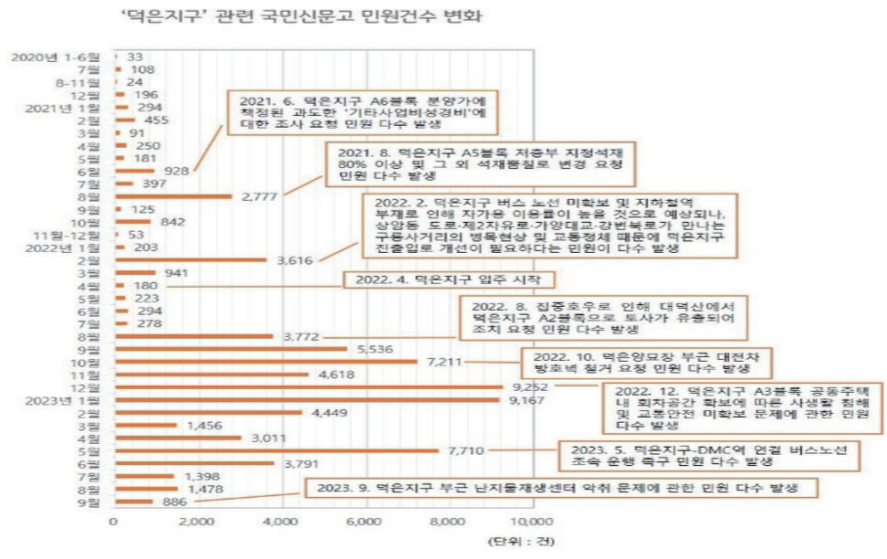 ‘덕은지구’ 관련 국민신문고 민원건수 변화
2020년 1-6월 33
7월 108
8-11월 24
12월 196
2021년 1월 294
2월 455
3월 91
4월 250
5월 181
6월 928
7월 397
8월 2,777
9월 125
10월 842
11월-12월 53
2022년 1월 203
2월 3,616
3월 941
4월 180
5월 223
6월 294
7월 278
8월 3,772
9월 5,536
10월 7,211
11월 4,618
12월 9,252
2023년 1월 9,167
2월 4,449
3월 1,456
4월 3,011
5월 7,710
6월 3,791
7월 1,398
8월 1,478
9월 886
2021. 6. 덕은지구 A6블록 분양가에
책정된 과도한 ‘기타사업비성경비’에
대한 조사 요청 민원 다수 발생
2021. 8. 덕은지구 A5블록 저층부 지정석재
80% 이상 및 그 외 석재뿜칠로 변경 요청
민원 다수 발생
2022. 2. 덕은지구 버스 노선 미확보 및 지하철역
부재로 인해 자가용 이용률이 높을 것으로 예상되나,
상암동 도로·제2자유로·가양대교·강변북로가 만나는
구룡사거리의 병목현상 및 교통정체 때문에 덕은지구
진출입로 개선이 필요하다는 민원이 다수 발생
2022. 4. 덕은지구 입주 시작
2022. 8. 집중호우로 인해 대덕산에서
덕은지구 A2블록으로 토사가 유출되어
조치 요청 민원 다수 발생
2022. 10. 덕은양묘장 부근 대전차
방호벽 철거 요청 민원 다수 발생
2022. 12. 덕은지구 A3블록 공동주택
내 회차공간 확보에 따른 사생활 침해
및 교통안전 미확보 문제에 관한 민원
다수 발생
2023. 5. 덕은지구-DMC역 연결 버스노선
조속 운행 촉구 민원 다수 발생
2023. 9. 덕은지구 부근 난지물재생센터 악취 문제에 관한 민원 다수 발생
0 2,000 4,000 6,000 8,000 10,000
(단위 : 건)